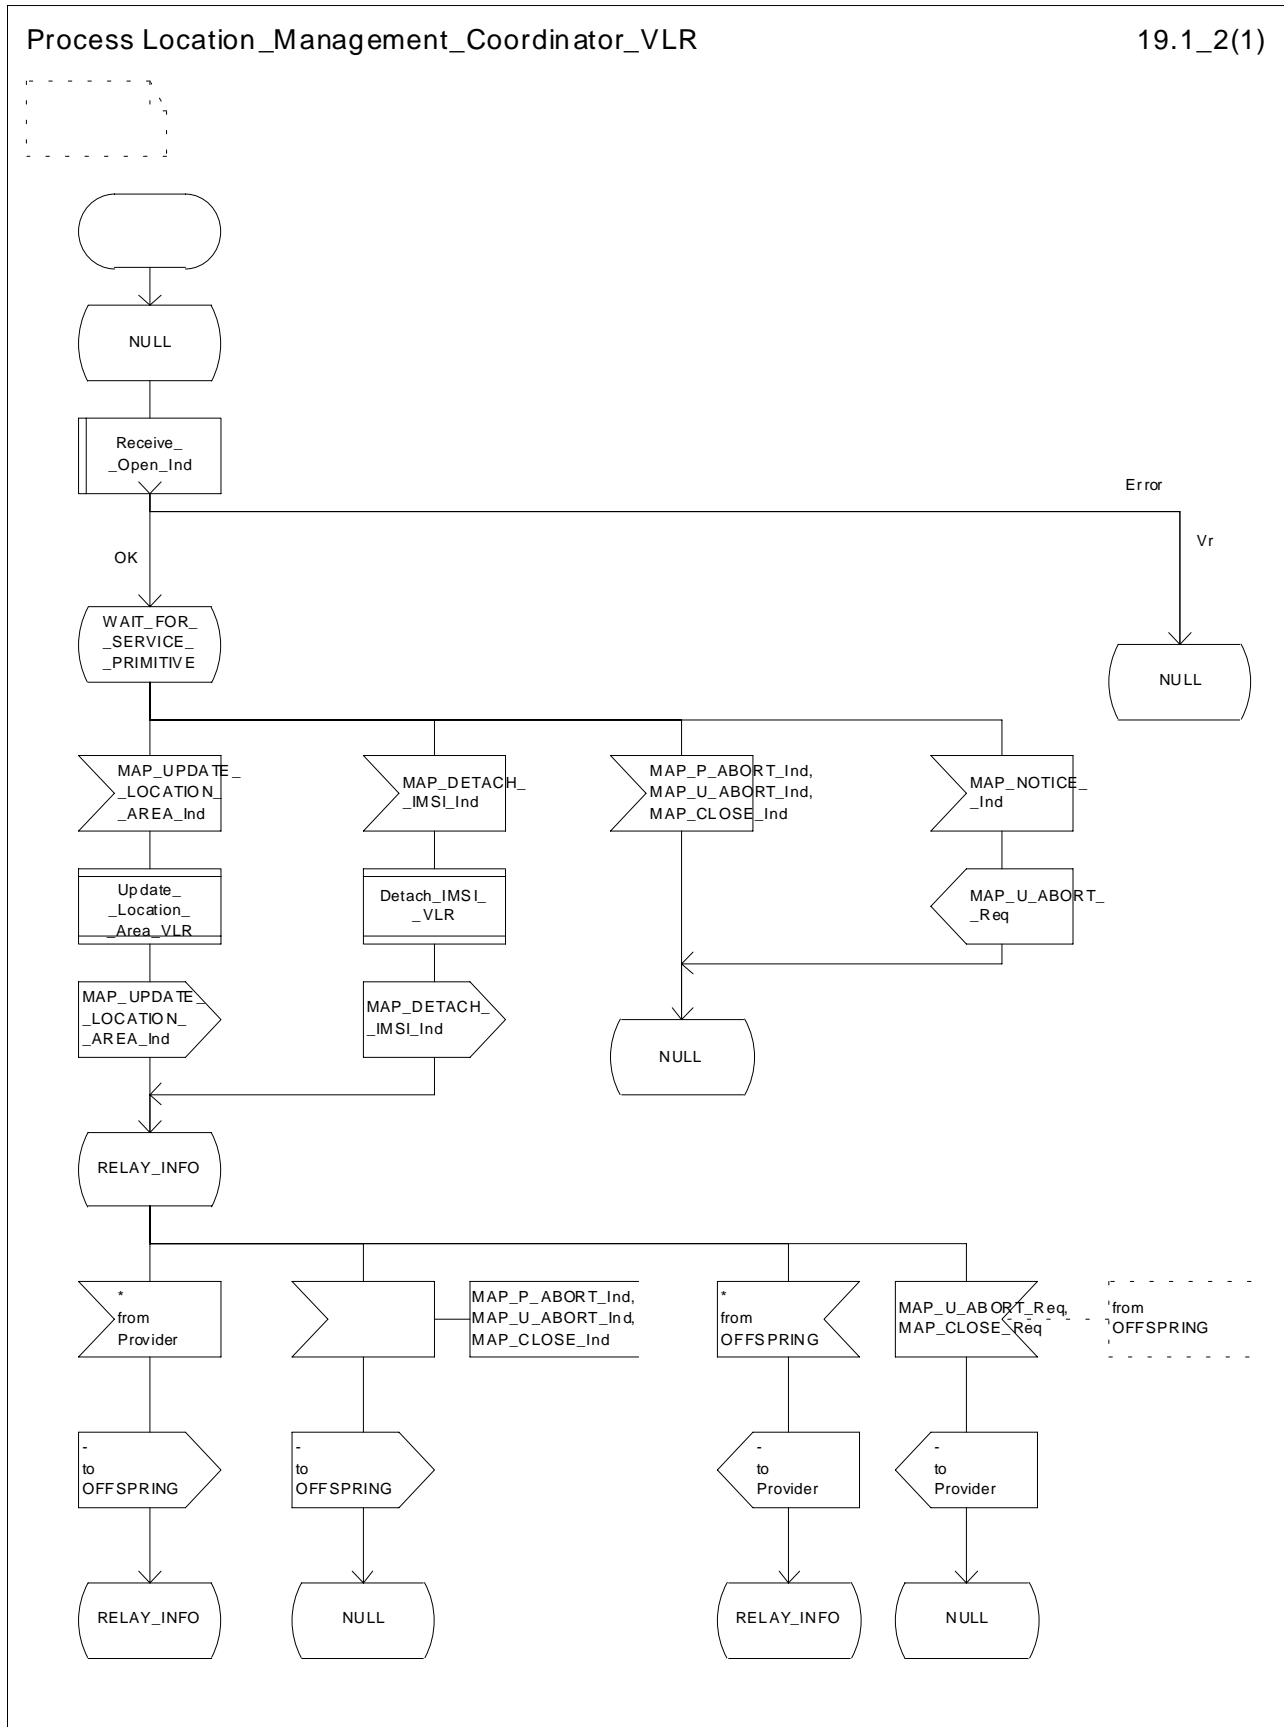 Process Location_Management_Coordinator_VLR
19.1_2(1)
NULL
Receive_
_Open_Ind
Error
Vr
OK
WAIT_FOR_
_SERVICE_
_PRIMITIVE
NULL
MAP_UPDATE_
_LOCATION_
_AREA_Ind
MAP_DETACH_
_IMSI_Ind
MAP_P_ABORT_Ind,
MAP_U_ABORT_Ind,
MAP_CLOSE_Ind
MAP_NOTICE_
_Ind
Update_
_Location_
_Area_VLR
Detach_IMSI_
_VLR
MAP_U_ABORT_
_Req
MAP_UPDATE_
_LOCATION_
_AREA_Ind
MAP_DETACH_
_IMSI_Ind
NULL
RELAY_INFO
*
from
Provider
MAP_P_ABORT_Ind,
MAP_U_ABORT_Ind,
MAP_CLOSE_Ind
*
from
OFFSPRING
MAP_U_ABORT_Req,
MAP_CLOSE_Req
from
OFFSPRING
-
to
OFFSPRING
-
to
OFFSPRING
-
to
Provider
-
to
Provider
RELAY_INFO
NULL
RELAY_INFO
NULL